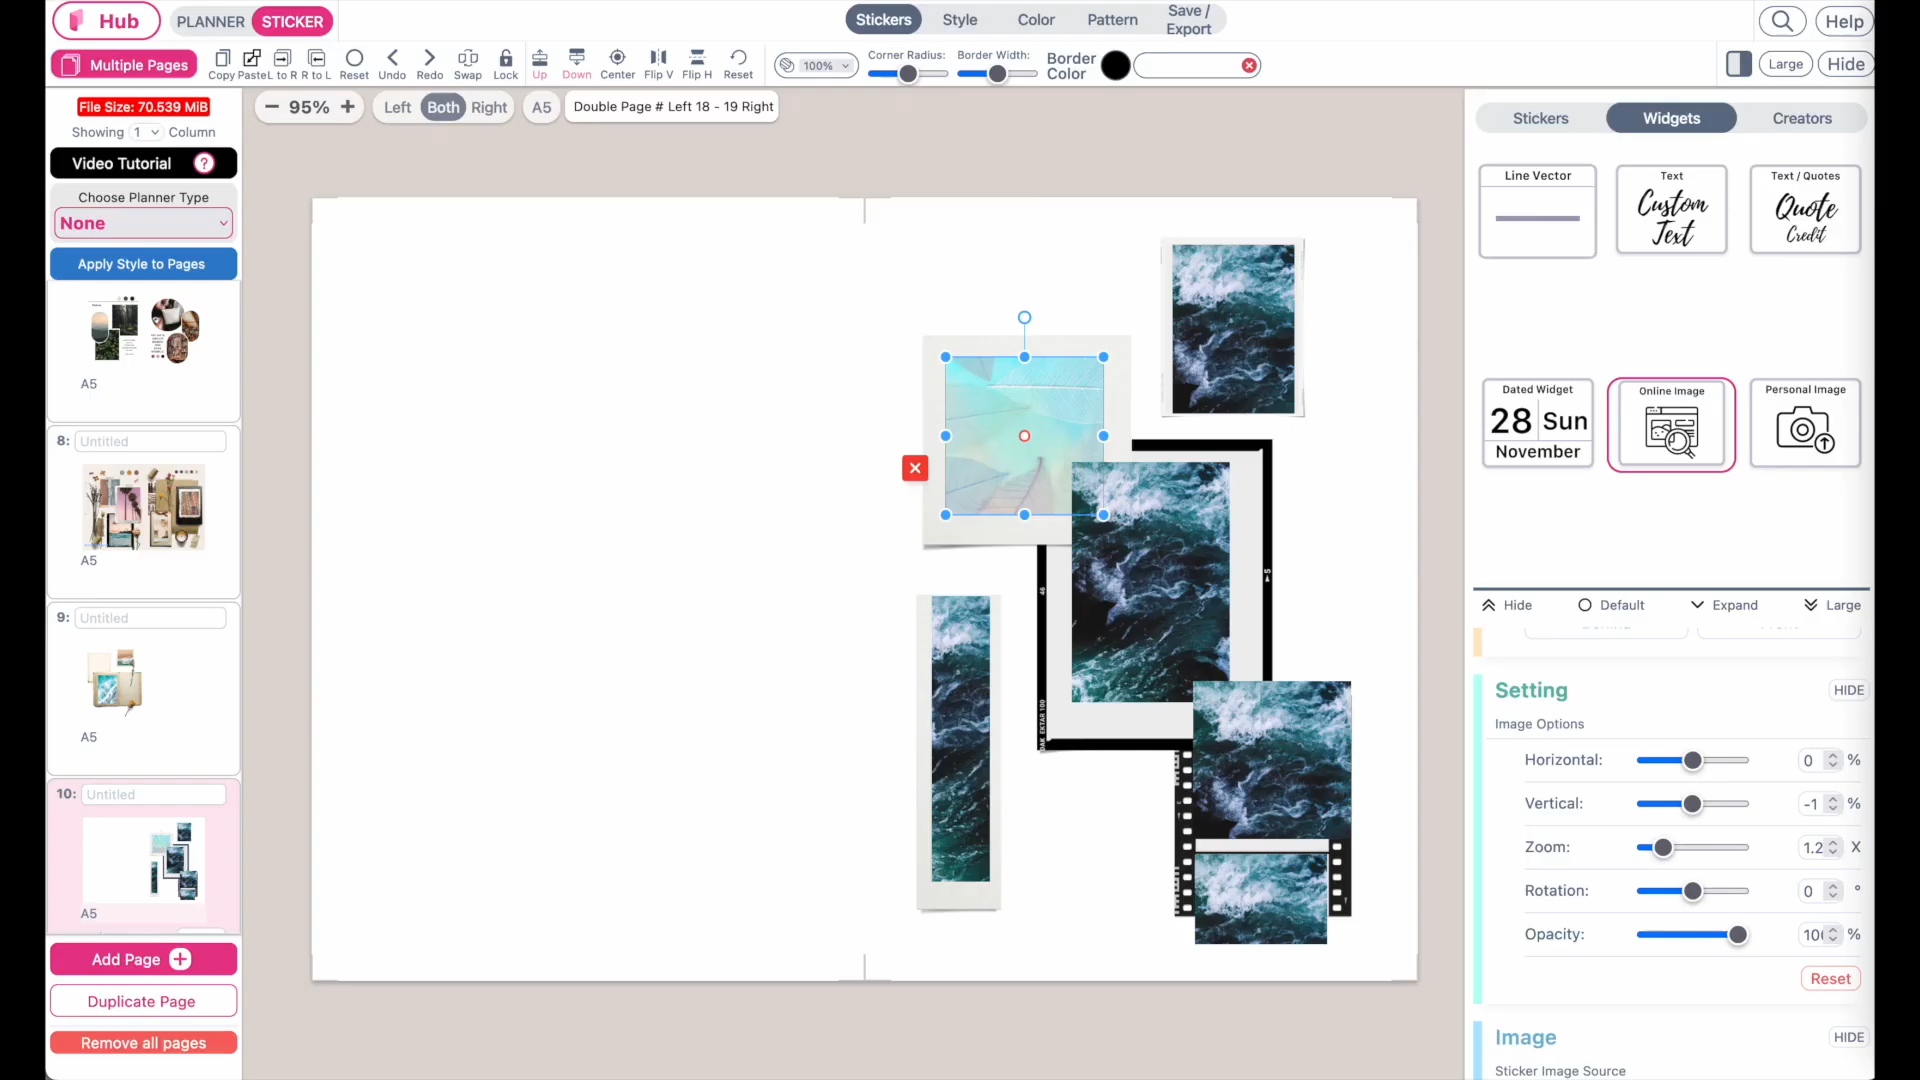 Hub
PLANNER
STICKER
Stickers
Style
Color
Pattern
Save /
Export
Help
Multiple Pages
Copy
Paste
L to R
R to L
Reset
Undo
Redo
Swap
Lock
Up
Down
Center
Flip V
Flip H
Reset
100%
Corner Radius:
Border Width:
Border
Color
Large
Hide
File Size: 70.539 MiB
Showing 1 Column
Video Tutorial ?
Choose Planner Type
None
Apply Style to Pages
A5
8: Untitled
A5
9: Untitled
A5
10: Untitled
A5
Add Page +
Duplicate Page
Remove all pages
95%
Left
Both
Right
A5
Double Page # Left 18 - 19 Right
46
DAK EKTAR 100
5
Stickers
Widgets
Creators
Line Vector
Text
Custom
Text
Text / Quotes
Quote
Credit
Dated Widget
28 Sun
November
Online Image
Personal Image
Hide
Default
Expand
Large
Setting
HIDE
Image Options
Horizontal: 0 %
Vertical: -1 %
Zoom: 1.2 X
Rotation: 0 °
Opacity: 10 %
Reset
Image
HIDE
Sticker Image Source